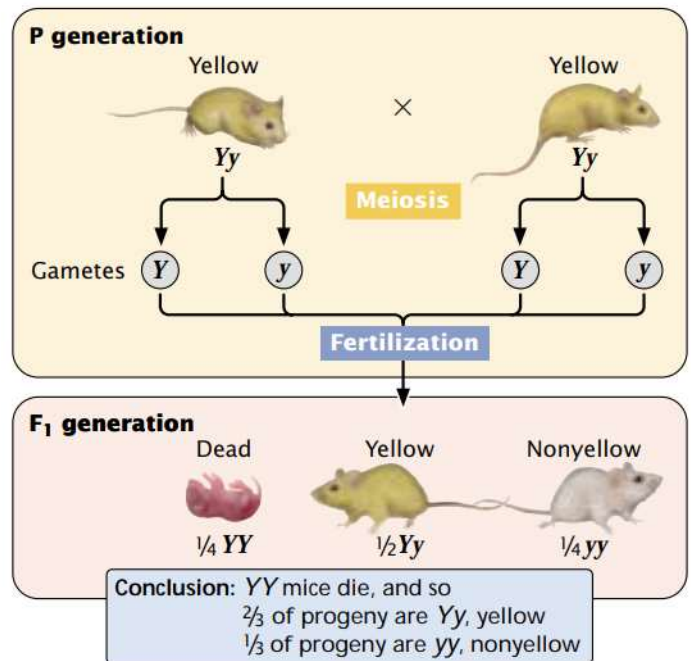 P generation
Yellow Yellow
×
Yy Yy
Meiosis
Gametes Y y Y y
Fertilization
F₁ generation
Dead Yellow Nonyellow
¼ YY ½ Yy ¼ yy
Conclusion: YY mice die, and so
⅔ of progeny are Yy, yellow
⅓ of progeny are yy, nonyellow